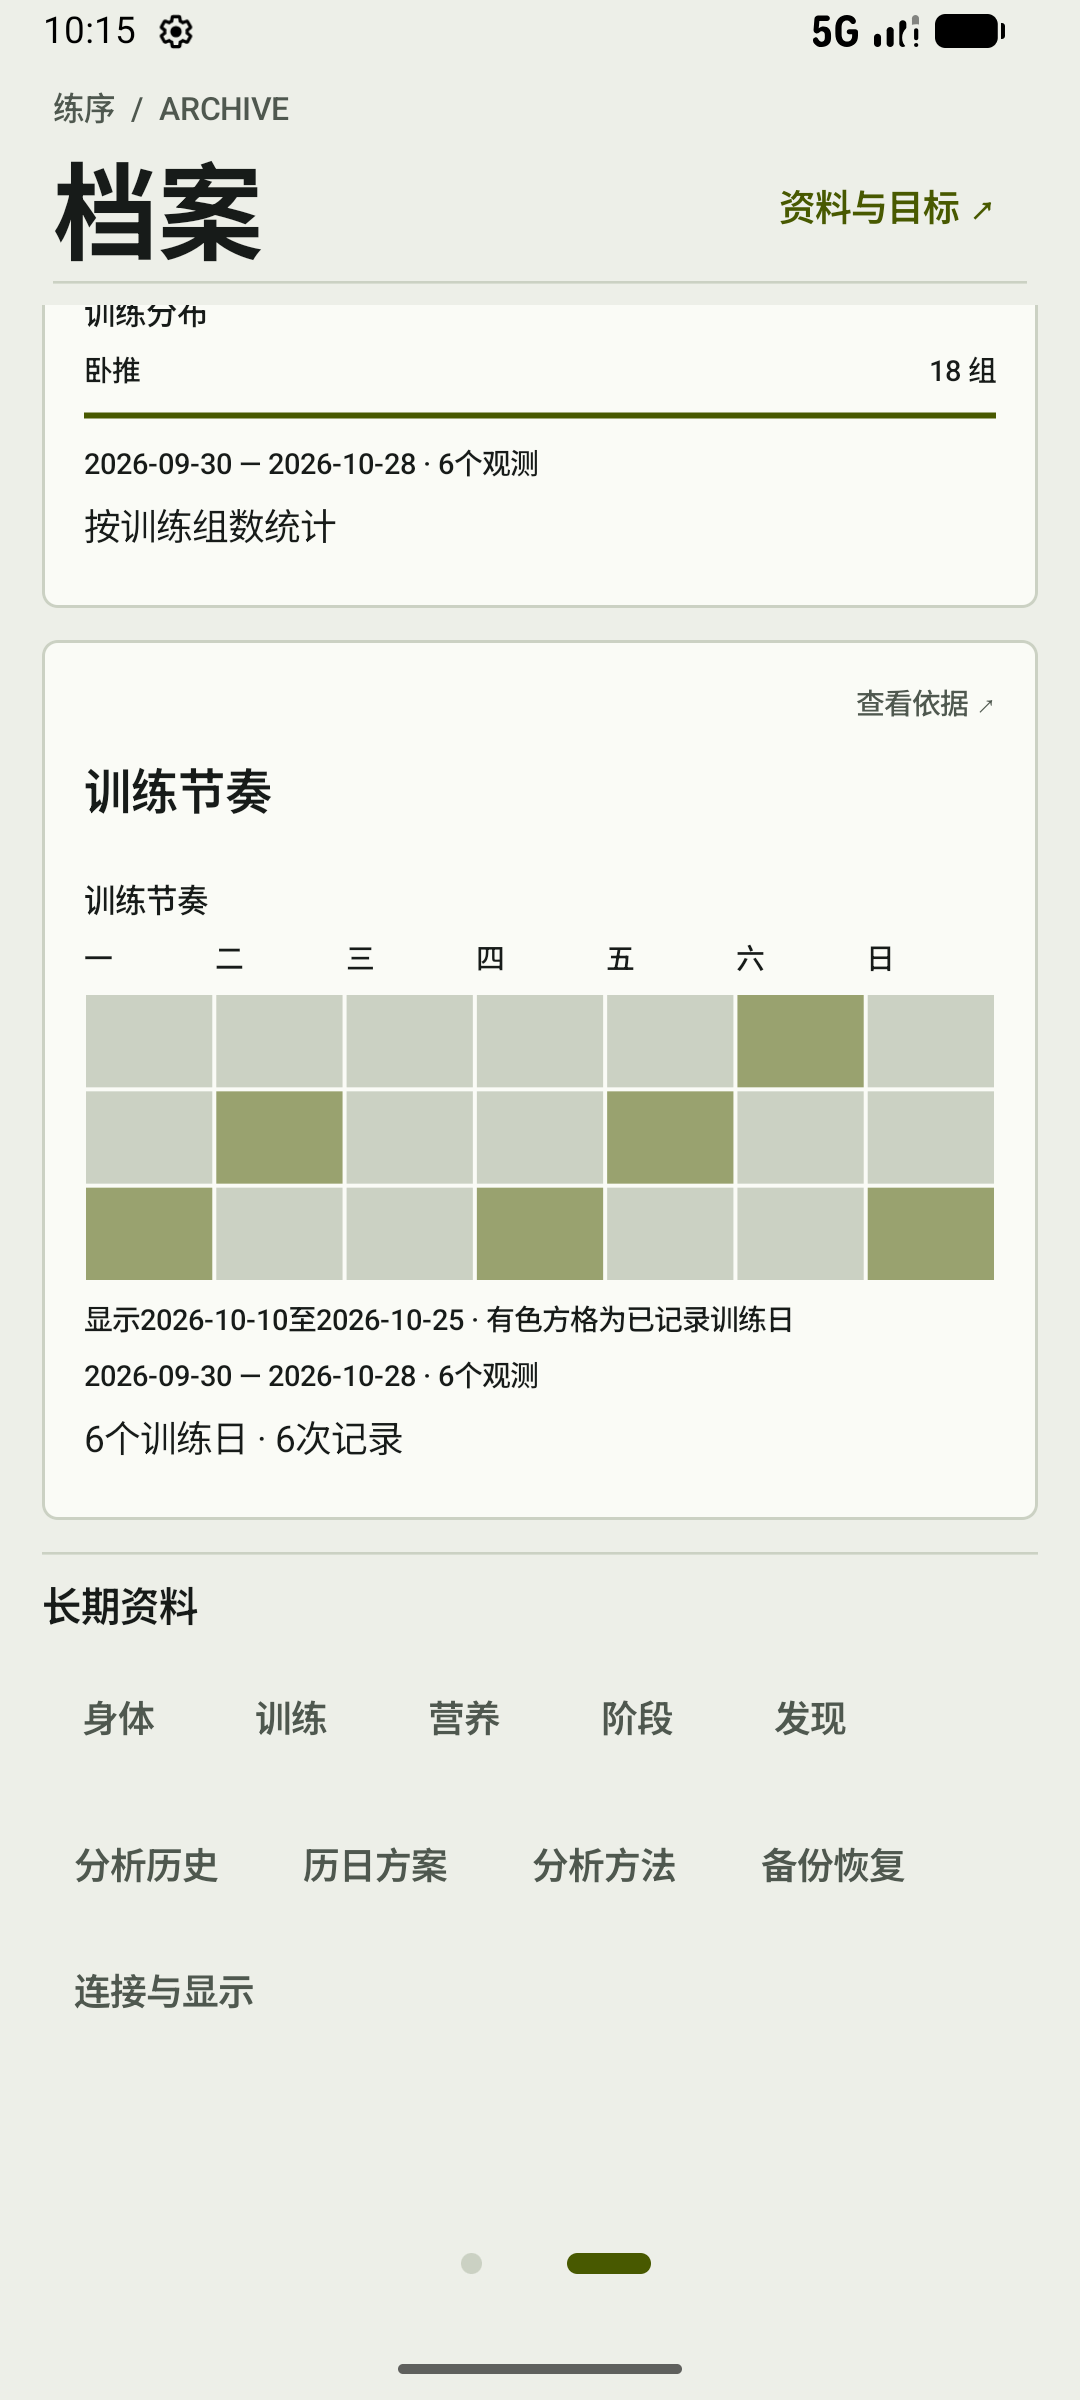 10:15
5G
练序 / ARCHIVE
档案
资料与目标 ↗
训练分布
卧推 18 组
2026-09-30 — 2026-10-28 · 6个观测
按训练组数统计
查看依据 ↗
训练节奏
训练节奏
一 二 三 四 五 六 日
显示2026-10-10至2026-10-25 · 有色方格为已记录训练日
2026-09-30 — 2026-10-28 · 6个观测
6个训练日 · 6次记录
长期资料
身体 训练 营养 阶段 发现
分析历史 历日方案 分析方法 备份恢复
连接与显示